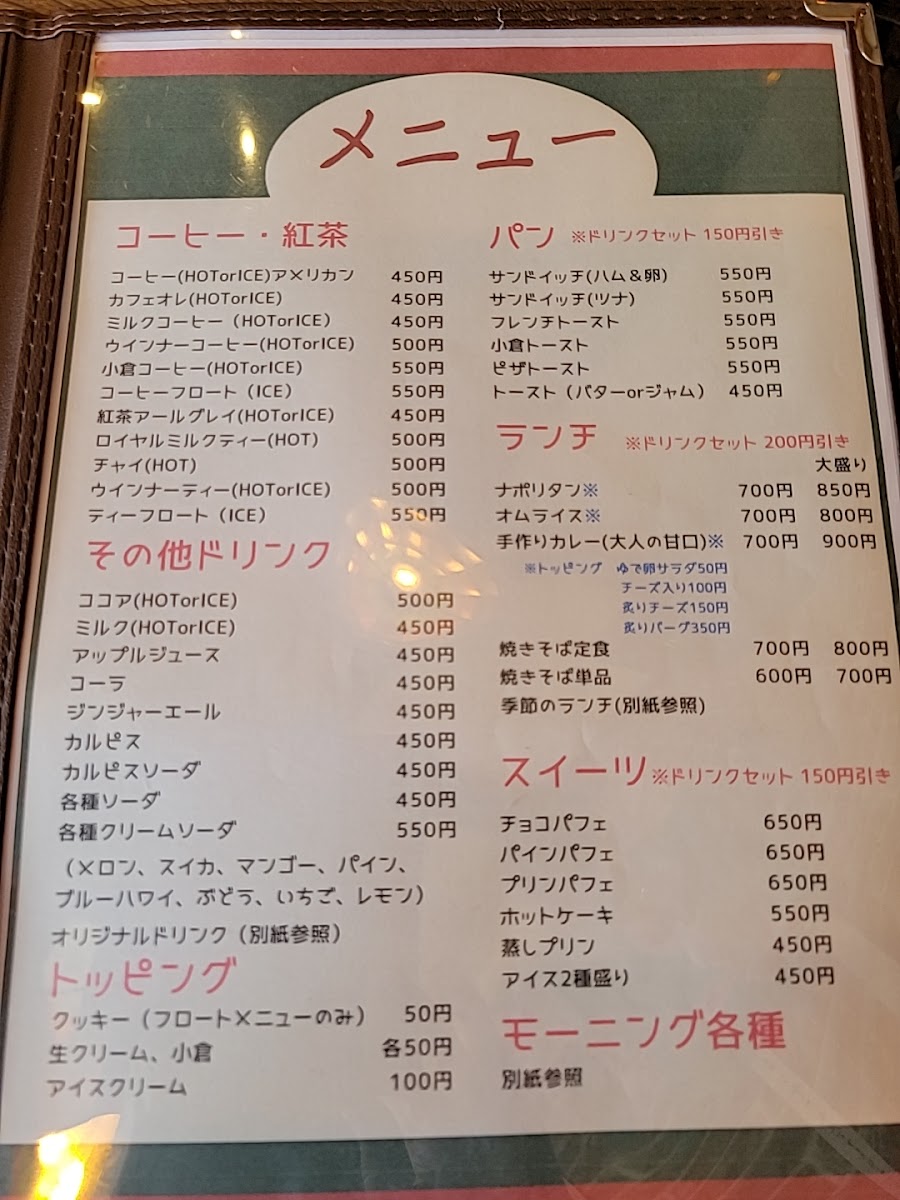 メニュー
コーヒー・紅茶
コーヒー(HOTorICE)アメリカン 450円
カフェオレ(HOTorICE) 450円
ミルクコーヒー（HOTorICE） 450円
ウインナーコーヒー(HOTorICE) 500円
小倉コーヒー(HOTorICE) 550円
コーヒーフロート（ICE） 550円
紅茶アールグレイ(HOTorICE) 450円
ロイヤルミルクティー(HOT) 500円
チャイ(HOT) 500円
ウインナーティー(HOTorICE) 500円
ティーフロート（ICE） 550円
その他ドリンク
ココア(HOTorICE) 500円
ミルク(HOTorICE) 450円
アップルジュース 450円
コーラ 450円
ジンジャーエール 450円
カルピス 450円
カルピスソーダ 450円
各種ソーダ 450円
各種クリームソーダ 550円
（メロン、スイカ、マンゴー、パイン、
ブルーハワイ、ぶどう、いちご、レモン）
オリジナルドリンク（別紙参照）
トッピング
クッキー（フロートメニューのみ） 50円
生クリーム、小倉 各50円
アイスクリーム 100円
パン ※ドリンクセット 150円引き
サンドイッチ(ハム＆卵) 550円
サンドイッチ(ツナ) 550円
フレンチトースト 550円
小倉トースト 550円
ピザトースト 550円
トースト（バターorジャム） 450円
ランチ ※ドリンクセット 200円引き
大盛り
ナポリタン※ 700円 850円
オムライス※ 700円 800円
手作りカレー(大人の甘口)※ 700円 900円
※トッピング ゆで卵サラダ50円
チーズ入り100円
炙りチーズ150円
炙りバーグ350円
焼きそば定食 700円 800円
焼きそば単品 600円 700円
季節のランチ(別紙参照)
スイーツ ※ドリンクセット 150円引き
チョコパフェ 650円
パインパフェ 650円
プリンパフェ 650円
ホットケーキ 550円
蒸しプリン 450円
アイス2種盛り 450円
モーニング各種
別紙参照